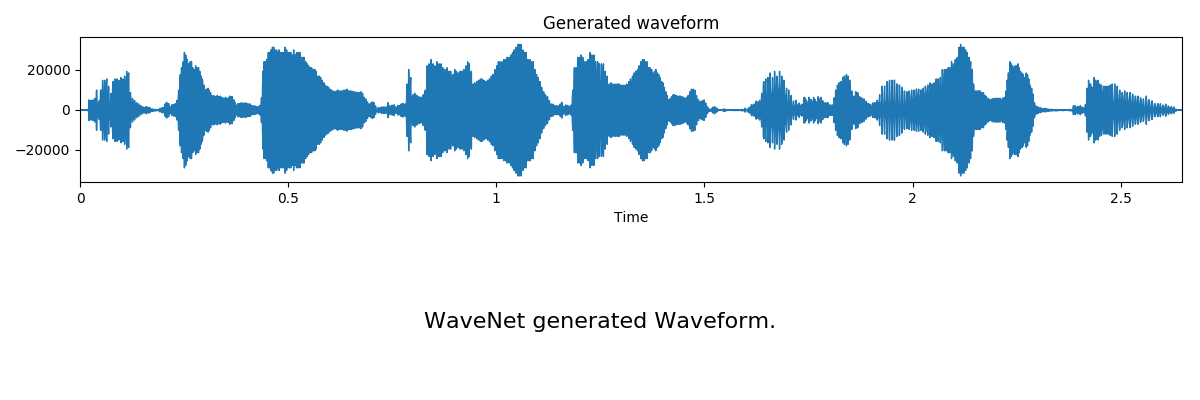 Generated waveform
20000
0
−20000
0 0.5 1 1.5 2 2.5
Time
WaveNet generated Waveform.